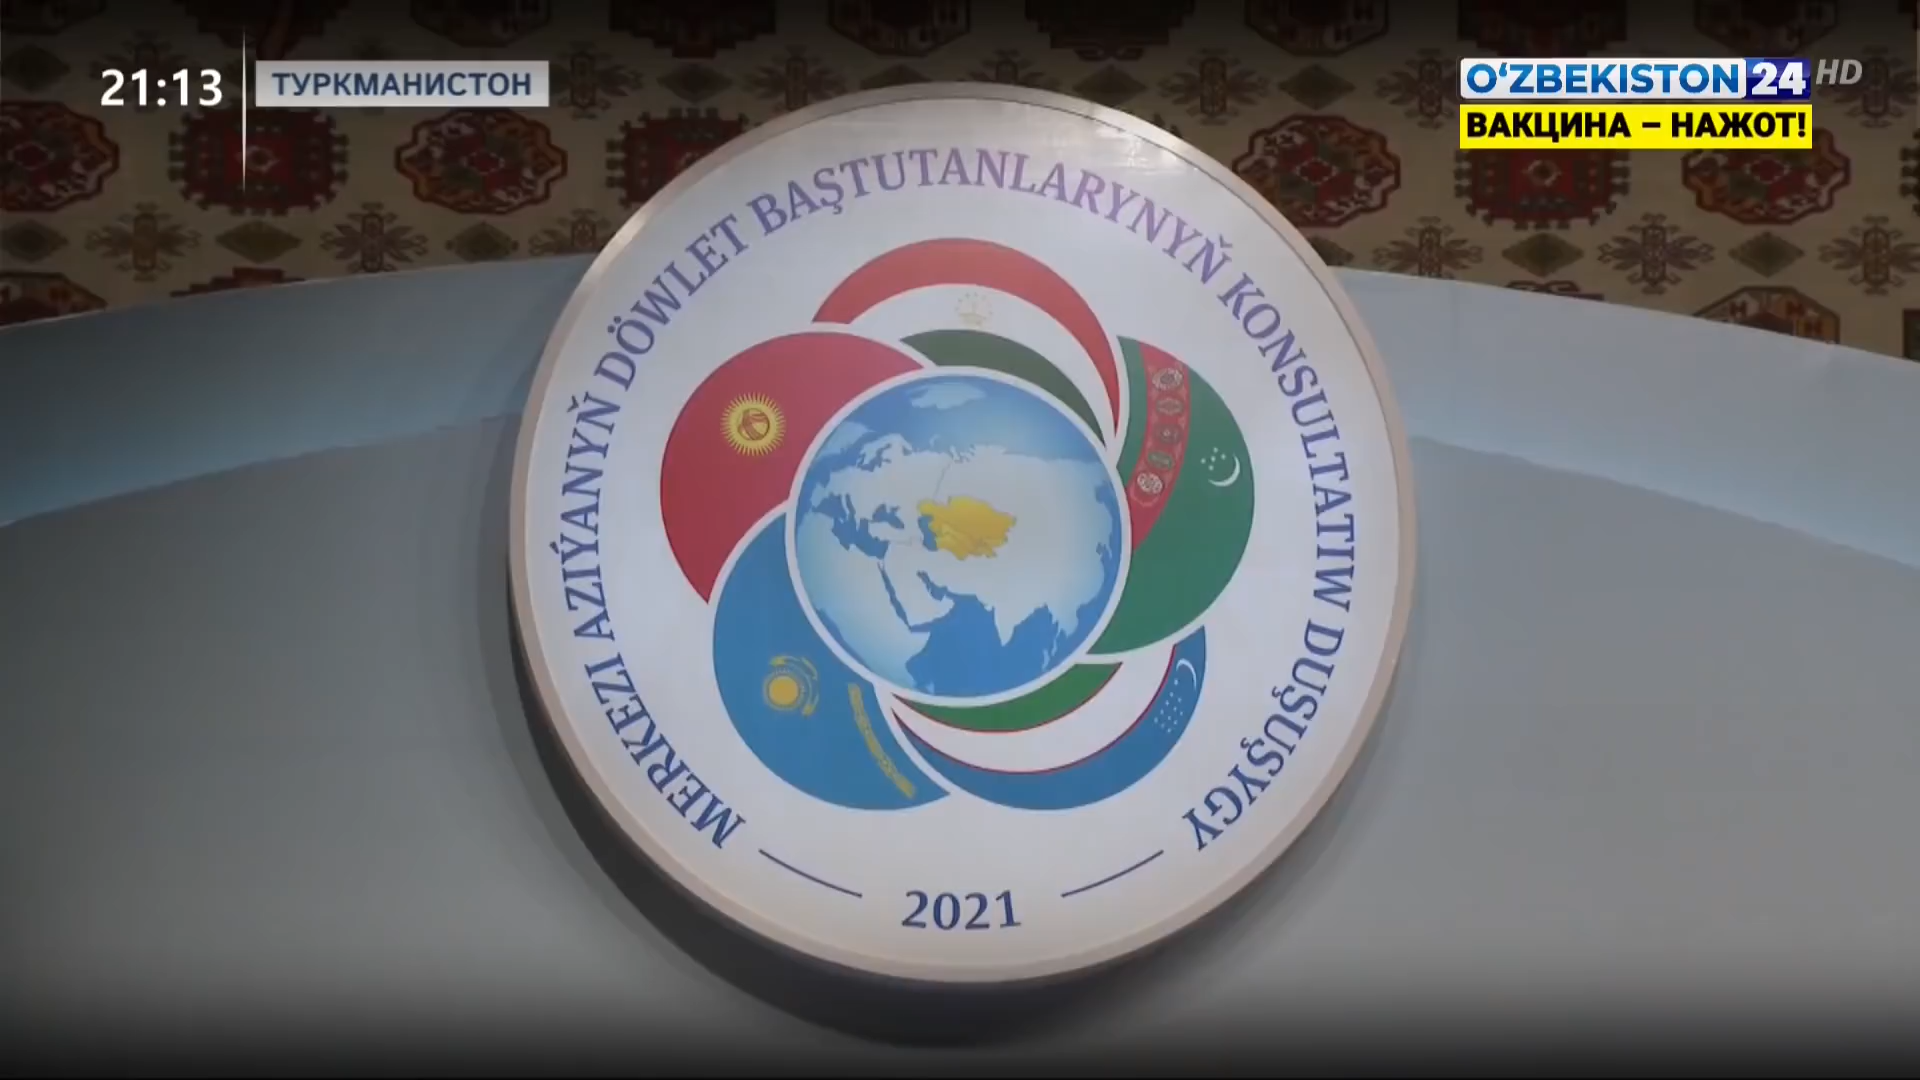 21:13
ТУРКМАНИСТОН
O‘ZBEKISTON 24 HD
ВАКЦИНА – НАЖОТ!
MERKEZI AZIÝANYŇ DÖWLET BAŞTUTANLARYNYŇ KONSULTATIW DUŞUŞYGY
2021